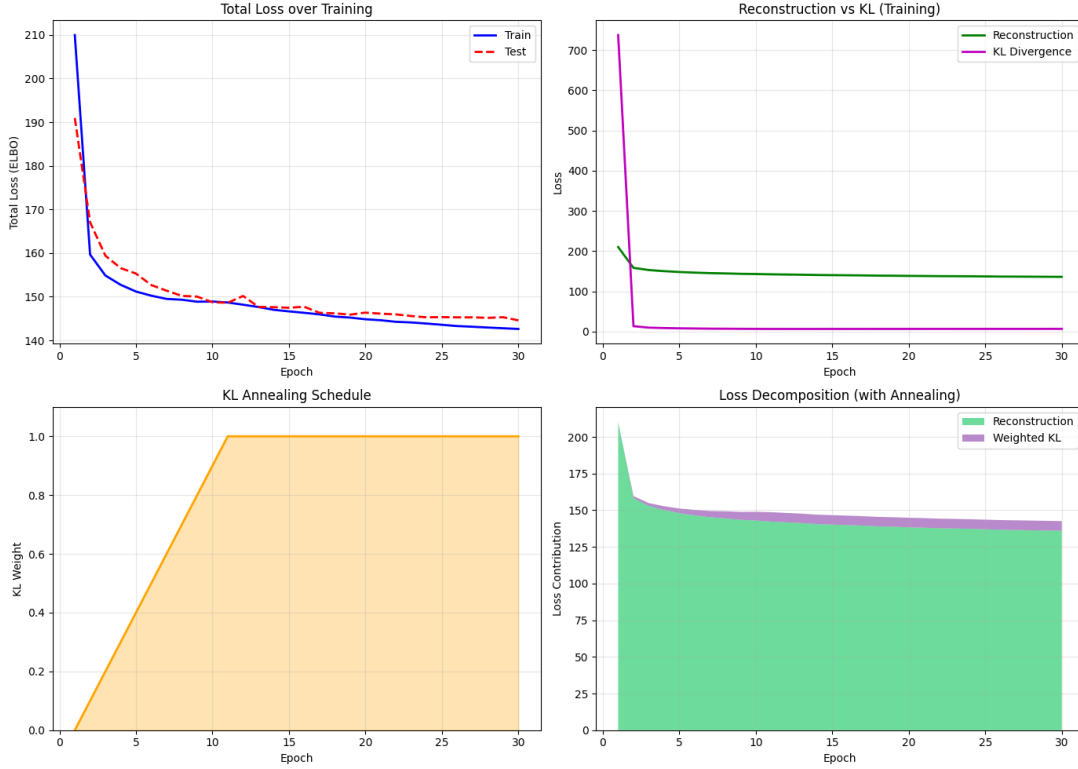 Total Loss over Training
Total Loss (ELBO)
210
200
190
180
170
160
150
140
Train
Test
0 5 10 15 20 25 30
Epoch
Reconstruction vs KL (Training)
Loss
700
600
500
400
300
200
100
0
Reconstruction
KL Divergence
0 5 10 15 20 25 30
Epoch
KL Annealing Schedule
KL Weight
1.0
0.8
0.6
0.4
0.2
0.0
0 5 10 15 20 25 30
Epoch
Loss Decomposition (with Annealing)
Loss Contribution
200
175
150
125
100
75
50
25
0
Reconstruction
Weighted KL
0 5 10 15 20 25 30
Epoch